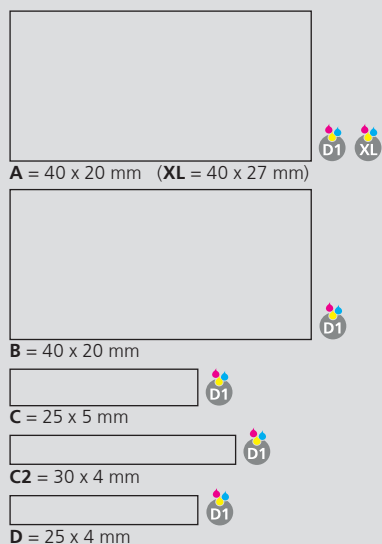 D1 XL
A = 40 x 20 mm (XL = 40 x 27 mm)
D1
B = 40 x 20 mm
D1
C = 25 x 5 mm
D1
C2 = 30 x 4 mm
D1
D = 25 x 4 mm